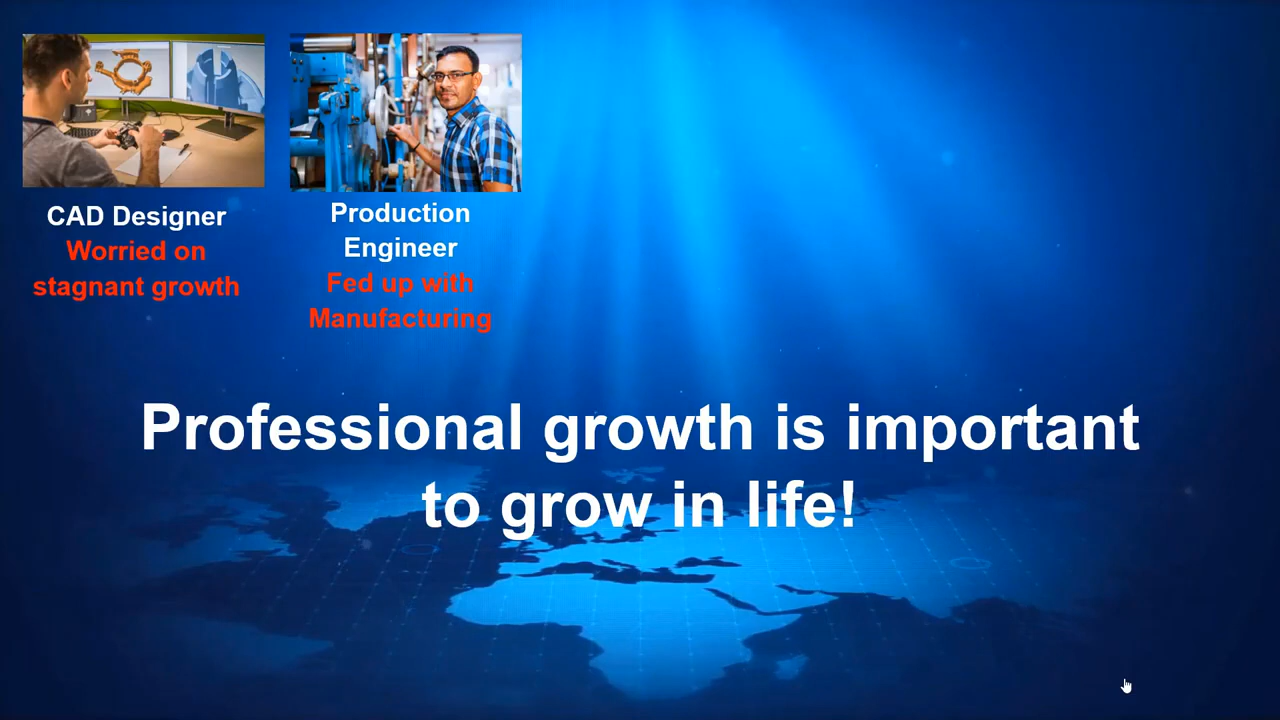 CAD Designer
Worried on
stagnant growth
Production
Engineer
Fed up with
Manufacturing
Professional growth is important
to grow in life!